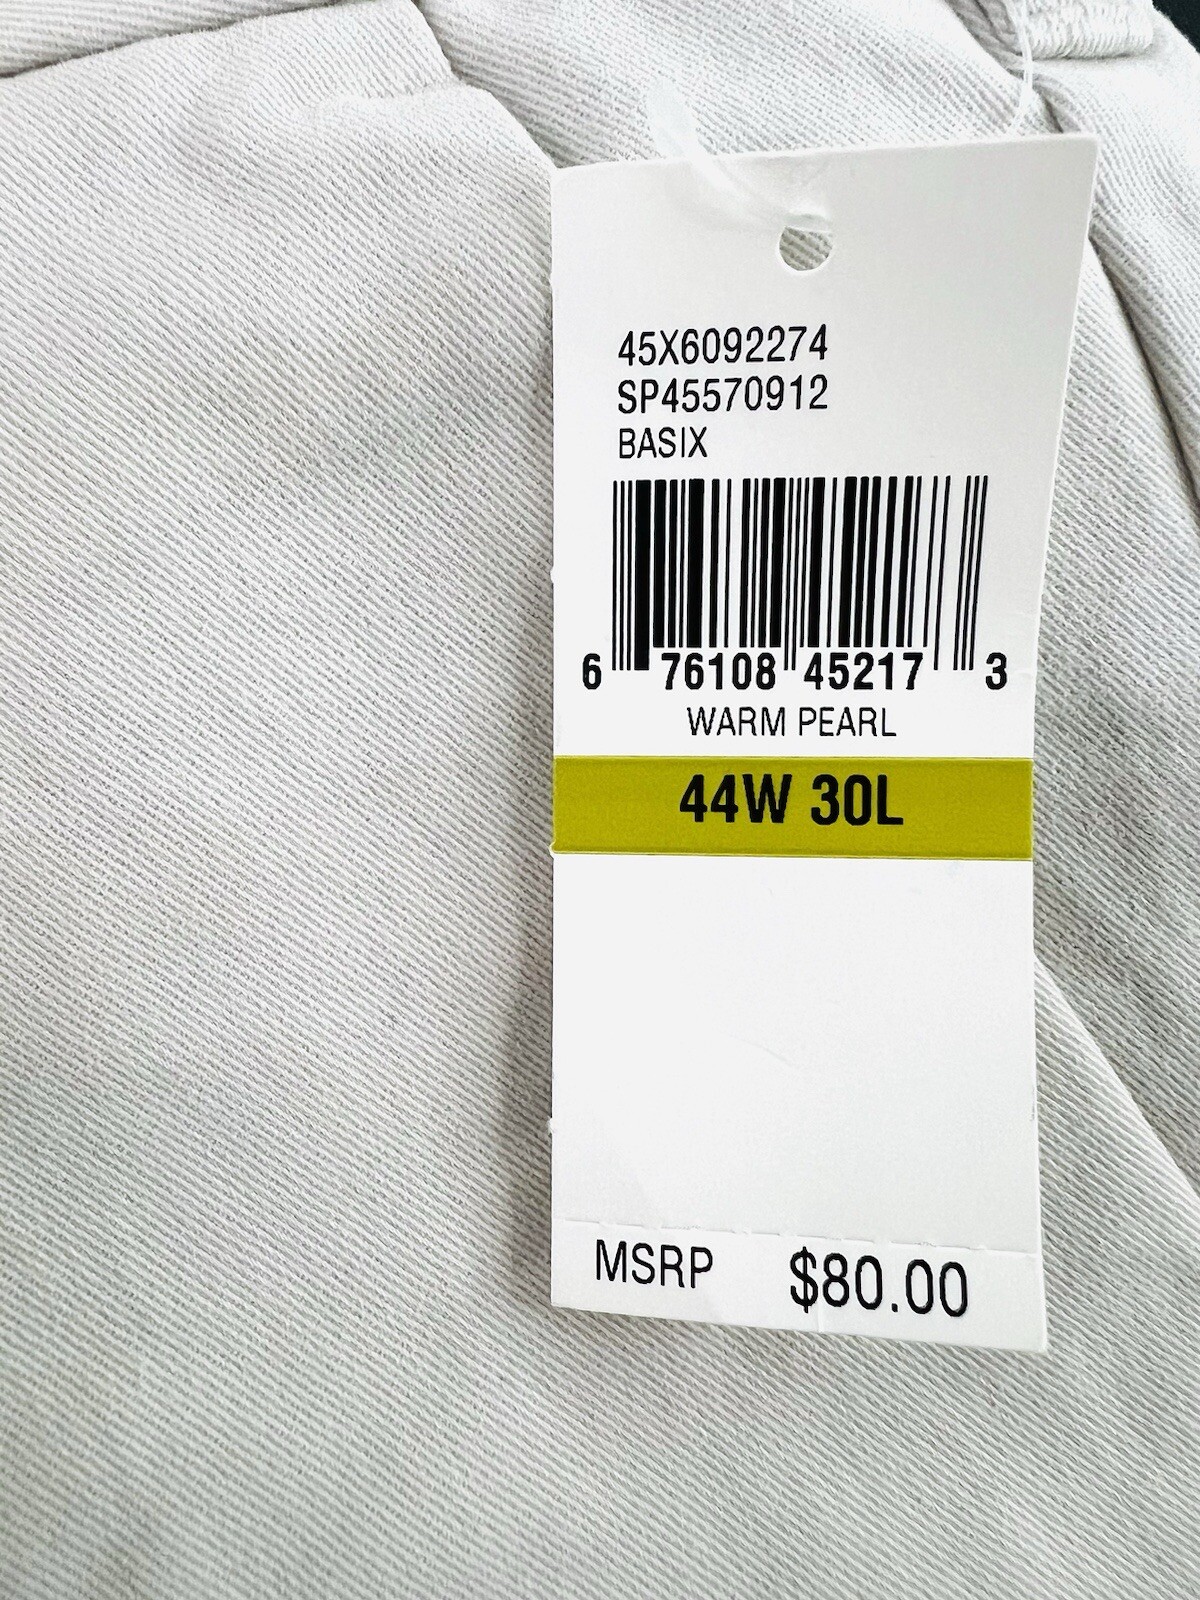 45X6092274
SP45570912
BASIX
6 76108 45217 3
WARM PEARL
44W 30L
MSRP $80.00